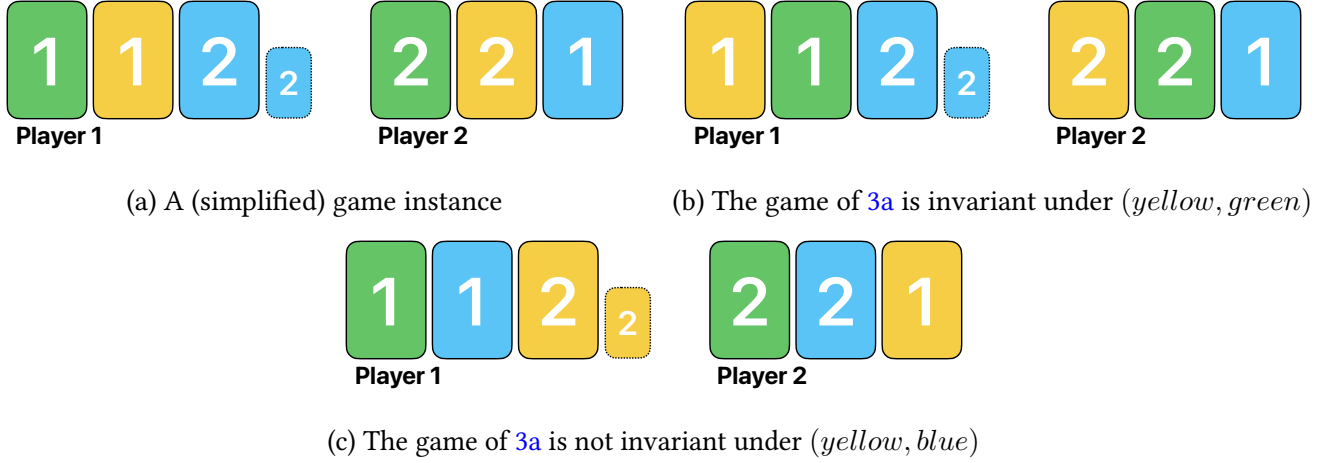 1 1 2 2 2 2 1 1 1 2 2 2 2 1
Player 1 Player 2 Player 1 Player 2
(a) A (simplified) game instance (b) The game of 3a is invariant under (yellow, green)
1 1 2 2 2 2 1
Player 1 Player 2
(c) The game of 3a is not invariant under (yellow, blue)